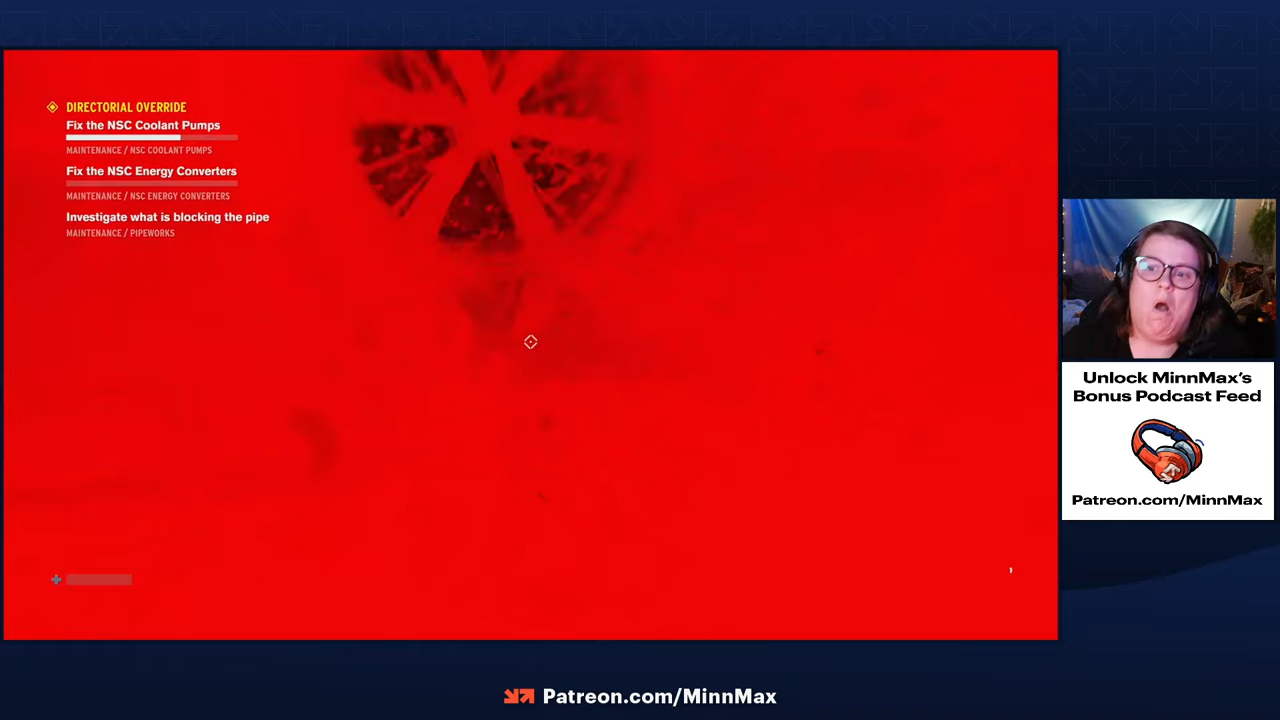 DIRECTORIAL OVERRIDE
Fix the NSC Coolant Pumps
MAINTENANCE / NSC COOLANT PUMPS
Fix the NSC Energy Converters
MAINTENANCE / NSC ENERGY CONVERTERS
Investigate what is blocking the pipe
MAINTENANCE / PIPEWORKS
Unlock MinnMax's
Bonus Podcast Feed
Patreon.com/MinnMax
Patreon.com/MinnMax